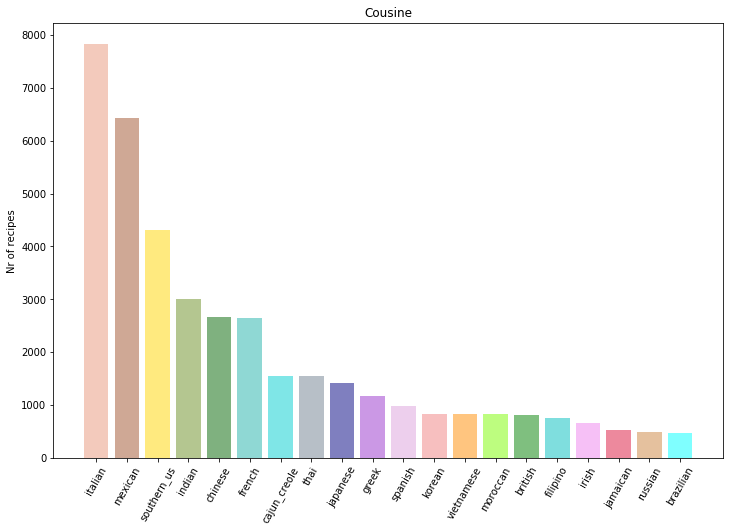 Cousine
Nr of recipes
8000
7000
6000
5000
4000
3000
2000
1000
0
italian
mexican
southern_us
indian
chinese
french
cajun_creole
thai
japanese
greek
spanish
korean
vietnamese
moroccan
british
filipino
irish
jamaican
russian
brazilian